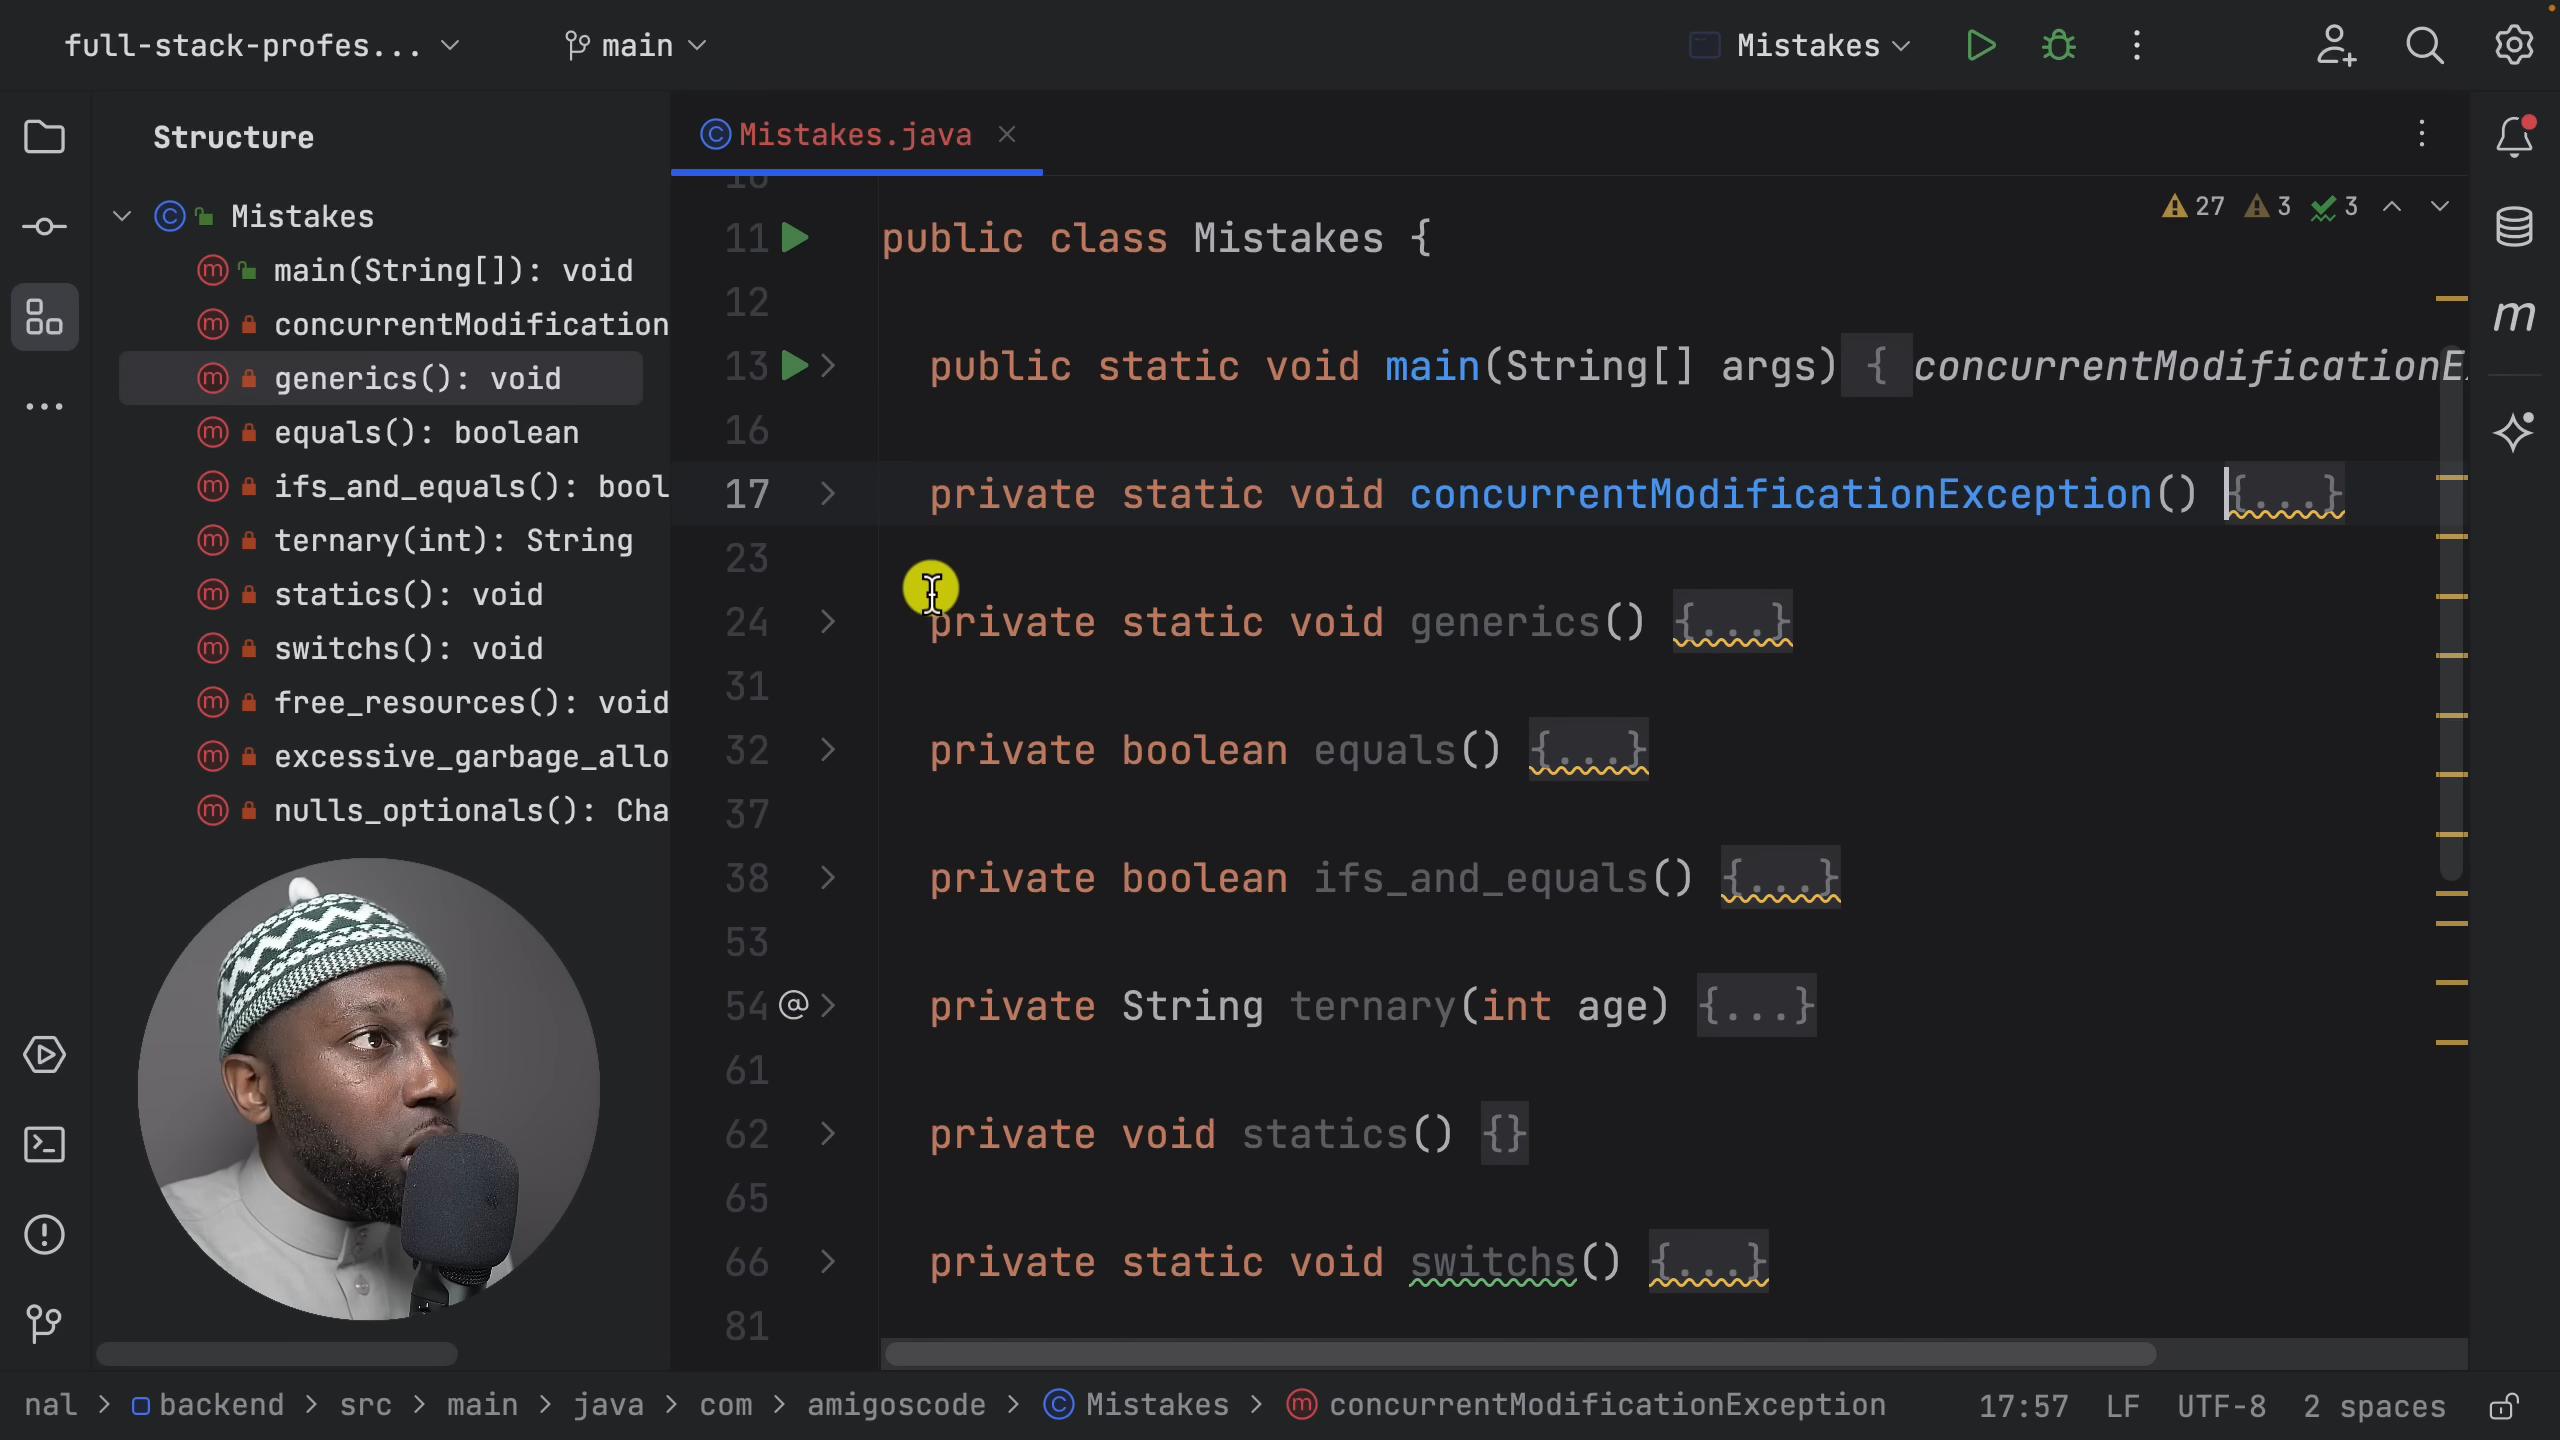 full-stack-profes...
main
Mistakes
Structure
Mistakes
main(String[]): void
concurrentModification
generics(): void
equals(): boolean
ifs_and_equals(): bool
ternary(int): String
statics(): void
switchs(): void
free_resources(): void
excessive_garbage_allo
nulls_optionals(): Cha
Mistakes.java
27 3 3
11 public class Mistakes {
12
13 public static void main(String[] args) { concurrentModificationE
16
17 private static void concurrentModificationException() {...}
23
24 private static void generics() {...}
31
32 private boolean equals() {...}
37
38 private boolean ifs_and_equals() {...}
53
54 @ private String ternary(int age) {...}
61
62 private void statics() {}
65
66 private static void switchs() {...}
81
nal > backend > src > main > java > com > amigoscode > Mistakes > concurrentModificationException
17:57 LF UTF-8 2 spaces